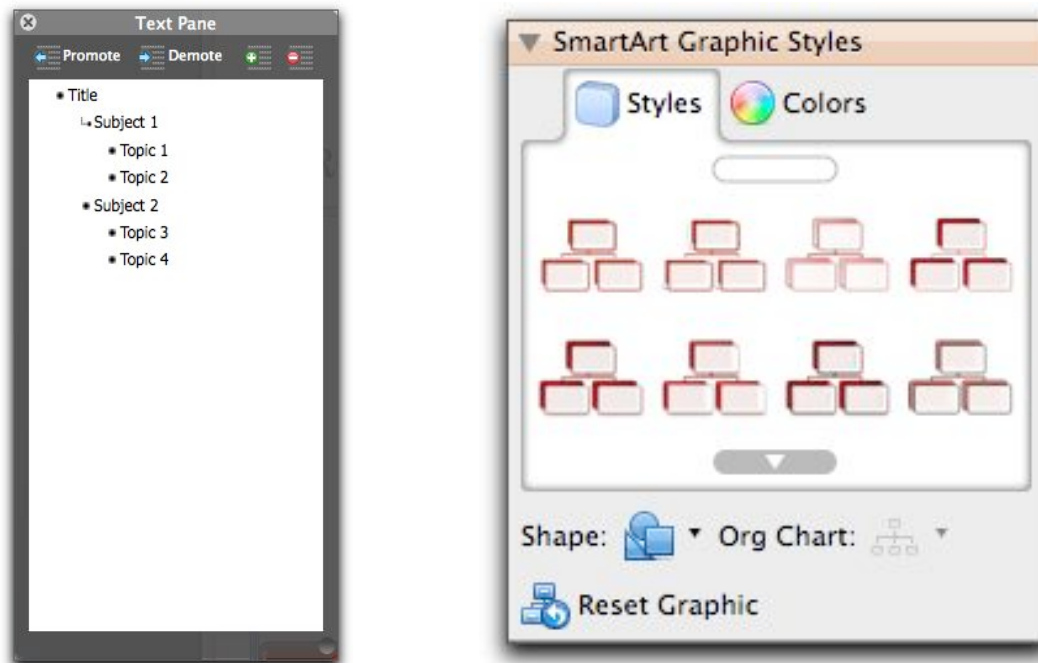 Text Pane
Promote Demote
Title
Subject 1
Topic 1
Topic 2
Subject 2
Topic 3
Topic 4
SmartArt Graphic Styles
Styles Colors
Shape: Org Chart:
Reset Graphic